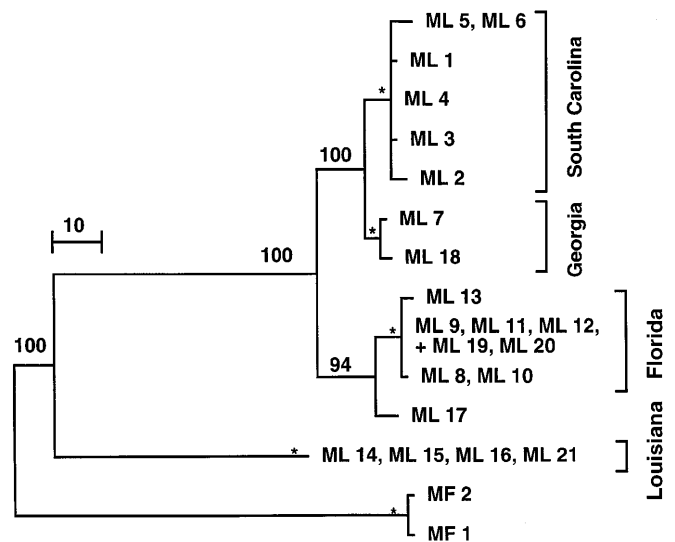 ML 5, ML 6
ML 1
*
ML 4
ML 3
100
ML 2
South Carolina
ML 7
*
ML 18
Georgia
10
100
ML 13
ML 9, ML 11, ML 12,
*
+ ML 19, ML 20
94
ML 8, ML 10
Florida
100
ML 17
*
ML 14, ML 15, ML 16, ML 21
Louisiana
MF 2
*
MF 1